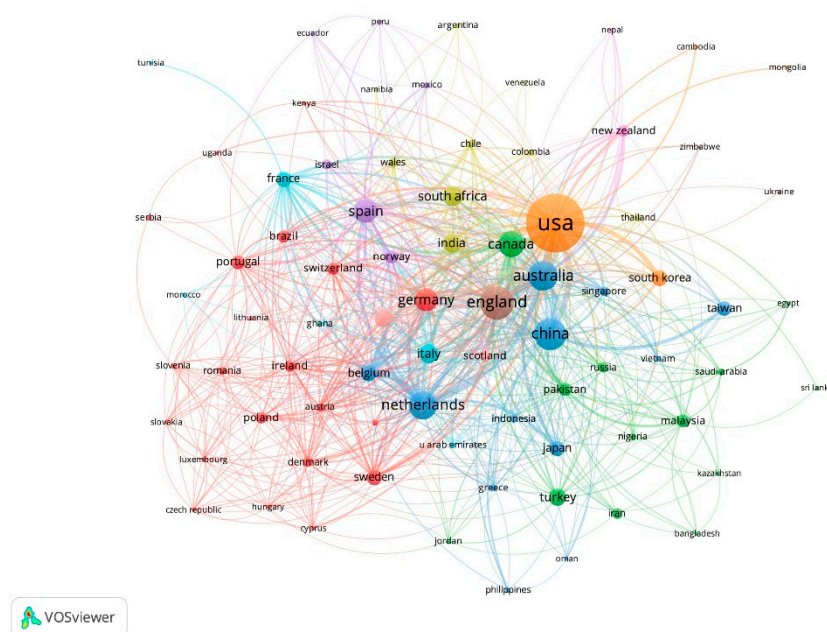 peru
argentina
nepal
ecuador
cambodia
tunisia
mongolia
namibia
mexico
venezuela
kenya
new zealand
chile
zimbabwe
uganda
israel
wales
colombia
france
ukraine
south africa
spain
serbia
usa
thailand
brazil
india
canada
norway
portugal
switzerland
australia
south korea
morocco
germany
england
singapore
taiwan
egypt
lithuenia
ghana
china
italy
scotland
vietnam
slovenia
romania
ireland
belgium
russia
saudi arabia
pakistan
sri lank
netherlands
austria
slovakia
poland
indonesia
malaysia
u arab emirates
japan
nigeria
luxembourg
denmark
sweden
greece
kazakhstan
turkey
czech republic
hungary
iran
cyprus
jordan
bangladesh
oman
philippines
VOSviewer